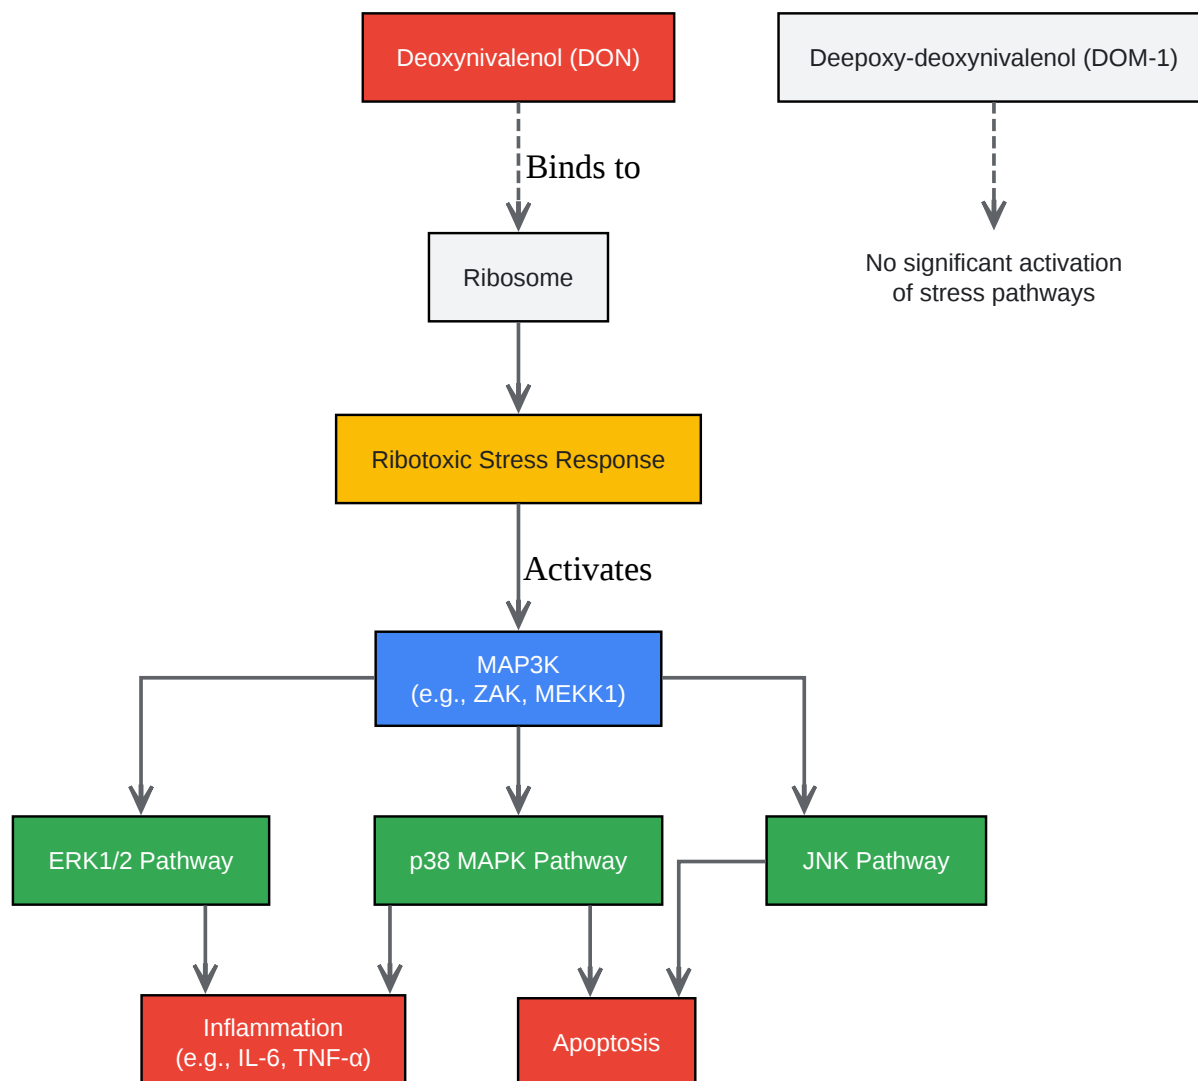 Deoxynivalenol (DON)
Deepoxy-deoxynivalenol (DOM-1)
Binds to
Ribosome
No significant activation
of stress pathways
Ribotoxic Stress Response
Activates
MAP3K
(e.g., ZAK, MEKK1)
ERK1/2 Pathway
p38 MAPK Pathway
JNK Pathway
Inflammation
(e.g., IL-6, TNF-α)
Apoptosis